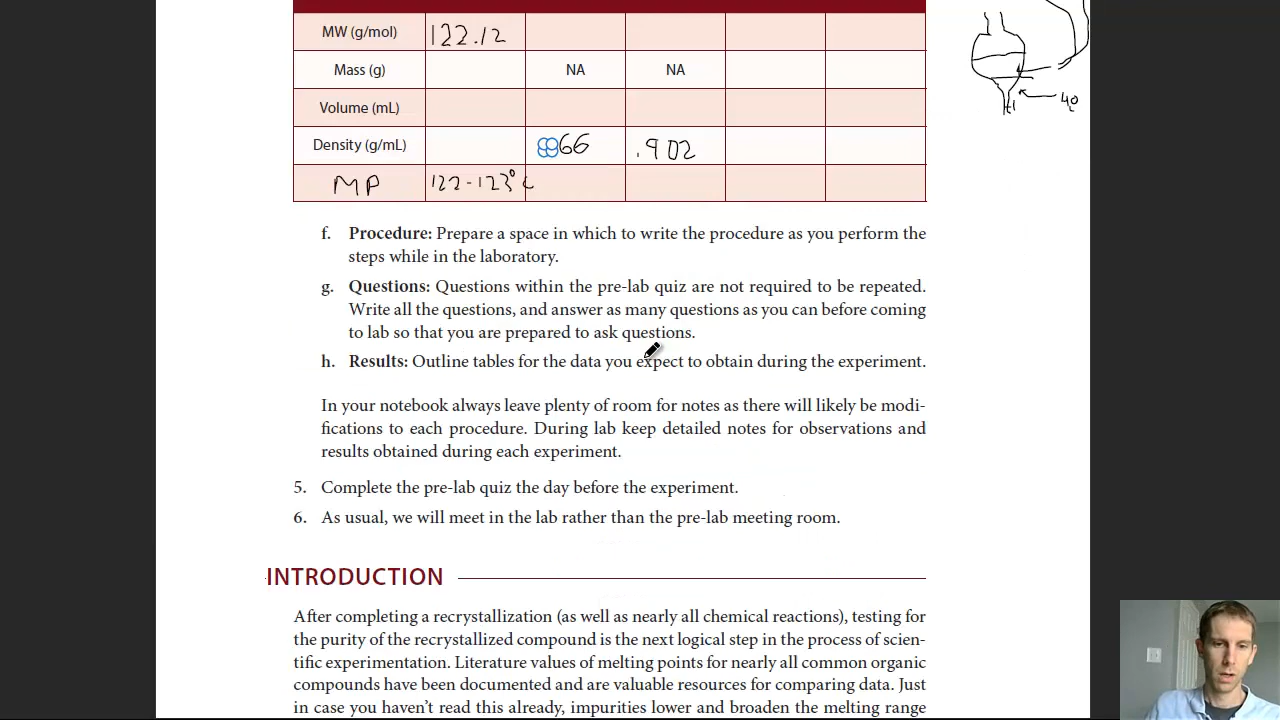 MW (g/mol) 122.12
Mass (g) NA NA
Volume (mL)
Density (g/mL) 66 .902
MP 122-123°C
40
f. Procedure: Prepare a space in which to write the procedure as you perform the
steps while in the laboratory.
g. Questions: Questions within the pre-lab quiz are not required to be repeated.
Write all the questions, and answer as many questions as you can before coming
to lab so that you are prepared to ask questions.
h. Results: Outline tables for the data you expect to obtain during the experiment.
In your notebook always leave plenty of room for notes as there will likely be modi-
fications to each procedure. During lab keep detailed notes for observations and
results obtained during each experiment.
5. Complete the pre-lab quiz the day before the experiment.
6. As usual, we will meet in the lab rather than the pre-lab meeting room.
INTRODUCTION
After completing a recrystallization (as well as nearly all chemical reactions), testing for
the purity of the recrystallized compound is the next logical step in the process of scien-
tific experimentation. Literature values of melting points for nearly all common organic
compounds have been documented and are valuable resources for comparing data. Just
in case you haven't read this already, impurities lower and broaden the melting range